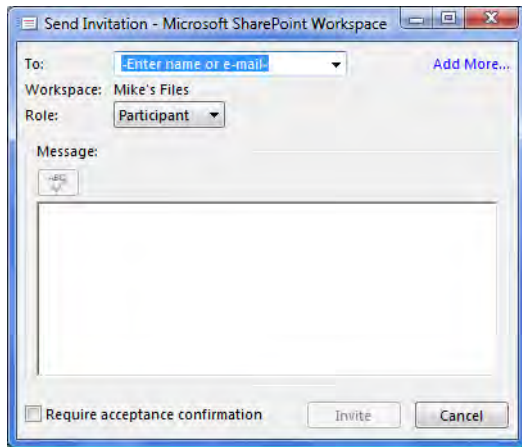 Send Invitation - Microsoft SharePoint Workspace
To: -Enter name or e-mail- Add More...
Workspace: Mike's Files
Role: Participant
Message:
ABC
Require acceptance confirmation Invite Cancel